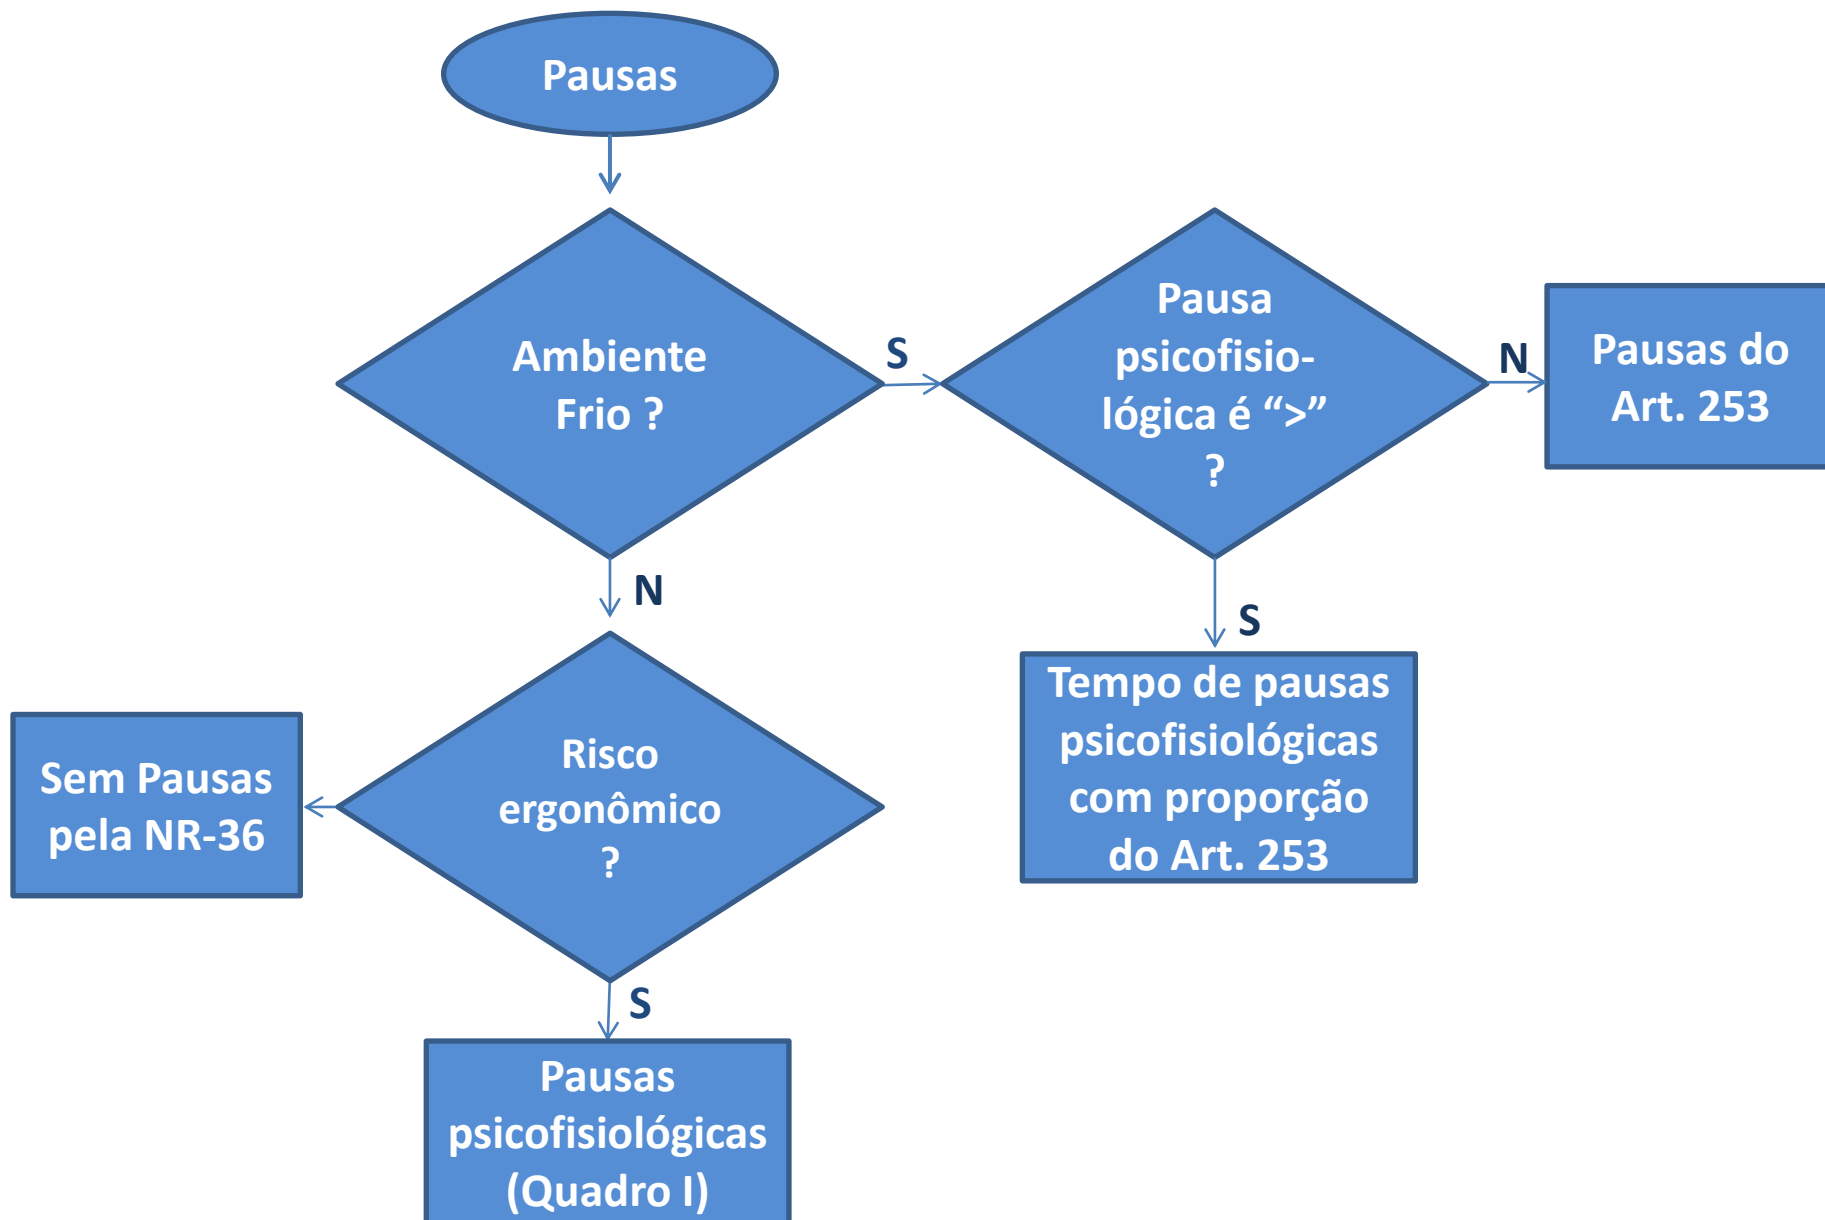 Pausas
Ambiente
Frio ?
S
Pausa
psicofisio-
lógica é “>”
?
N
Pausas do
Art. 253
N
S
Tempo de pausas
psicofisiológicas
com proporção
do Art. 253
Risco
ergonômico
?
Sem Pausas
pela NR-36
S
Pausas
psicofisiológicas
(Quadro I)